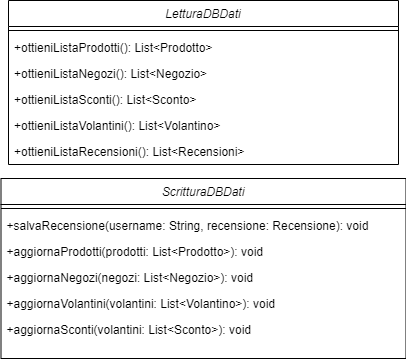 LetturaDBDati
+ottieniListaProdotti(): List<Prodotto>
+ottieniListaNegozi(): List<Negozio>
+ottieniListaSconti(): List<Sconto>
+ottieniListaVolantini(): List<Volantino>
+ottieniListaRecensioni(): List<Recensioni>
ScritturaDBDati
+salvaRecensione(username: String, recensione: Recensione): void
+aggiornaProdotti(prodotti: List<Prodotto>): void
+aggiornaNegozi(negozi: List<Negozio>): void
+aggiornaVolantini(volantini: List<Volantino>): void
+aggiornaSconti(volantini: List<Sconto>): void